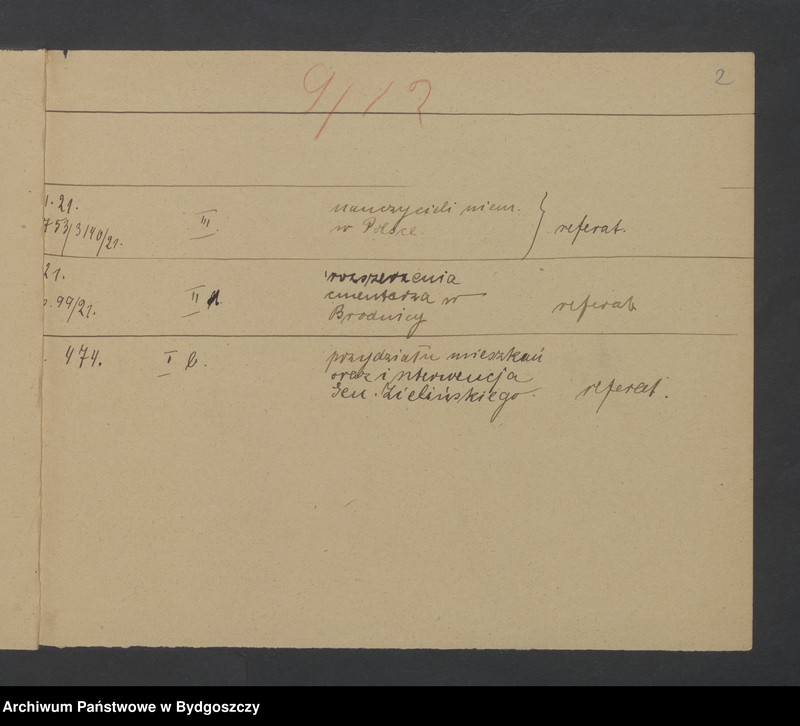 2
9/12
21.
753/3140/21. III. nauczycieli niem.
w Polsce. } referat.
21.
99/21. II a. rozszerzenia
cmentarza w
Brodnicy referat
474. I b. przydziału mieszkań
oraz interwencja
Gen. Zielińskiego. referat.
Archiwum Państwowe w Bydgoszczy